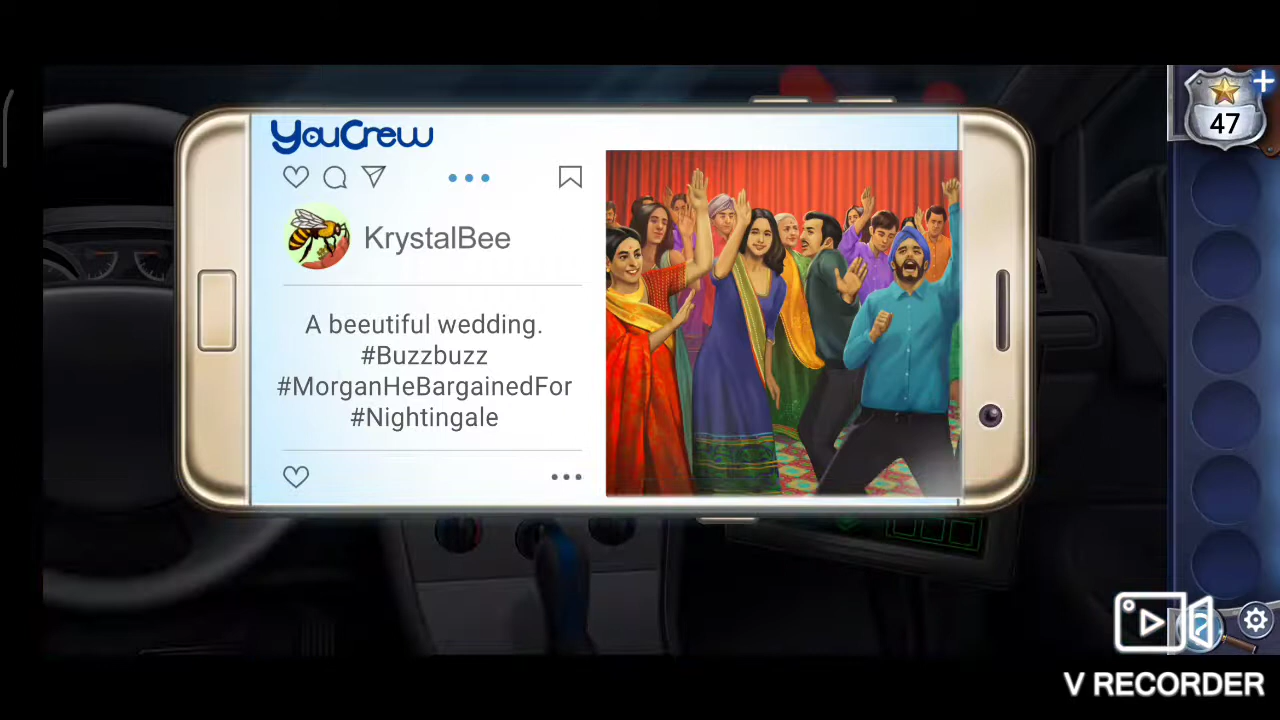 YouCrew
47
KrystalBee
A beeutiful wedding.
#Buzzbuzz
#MorganHeBargainedFor
#Nightingale
V RECORDER